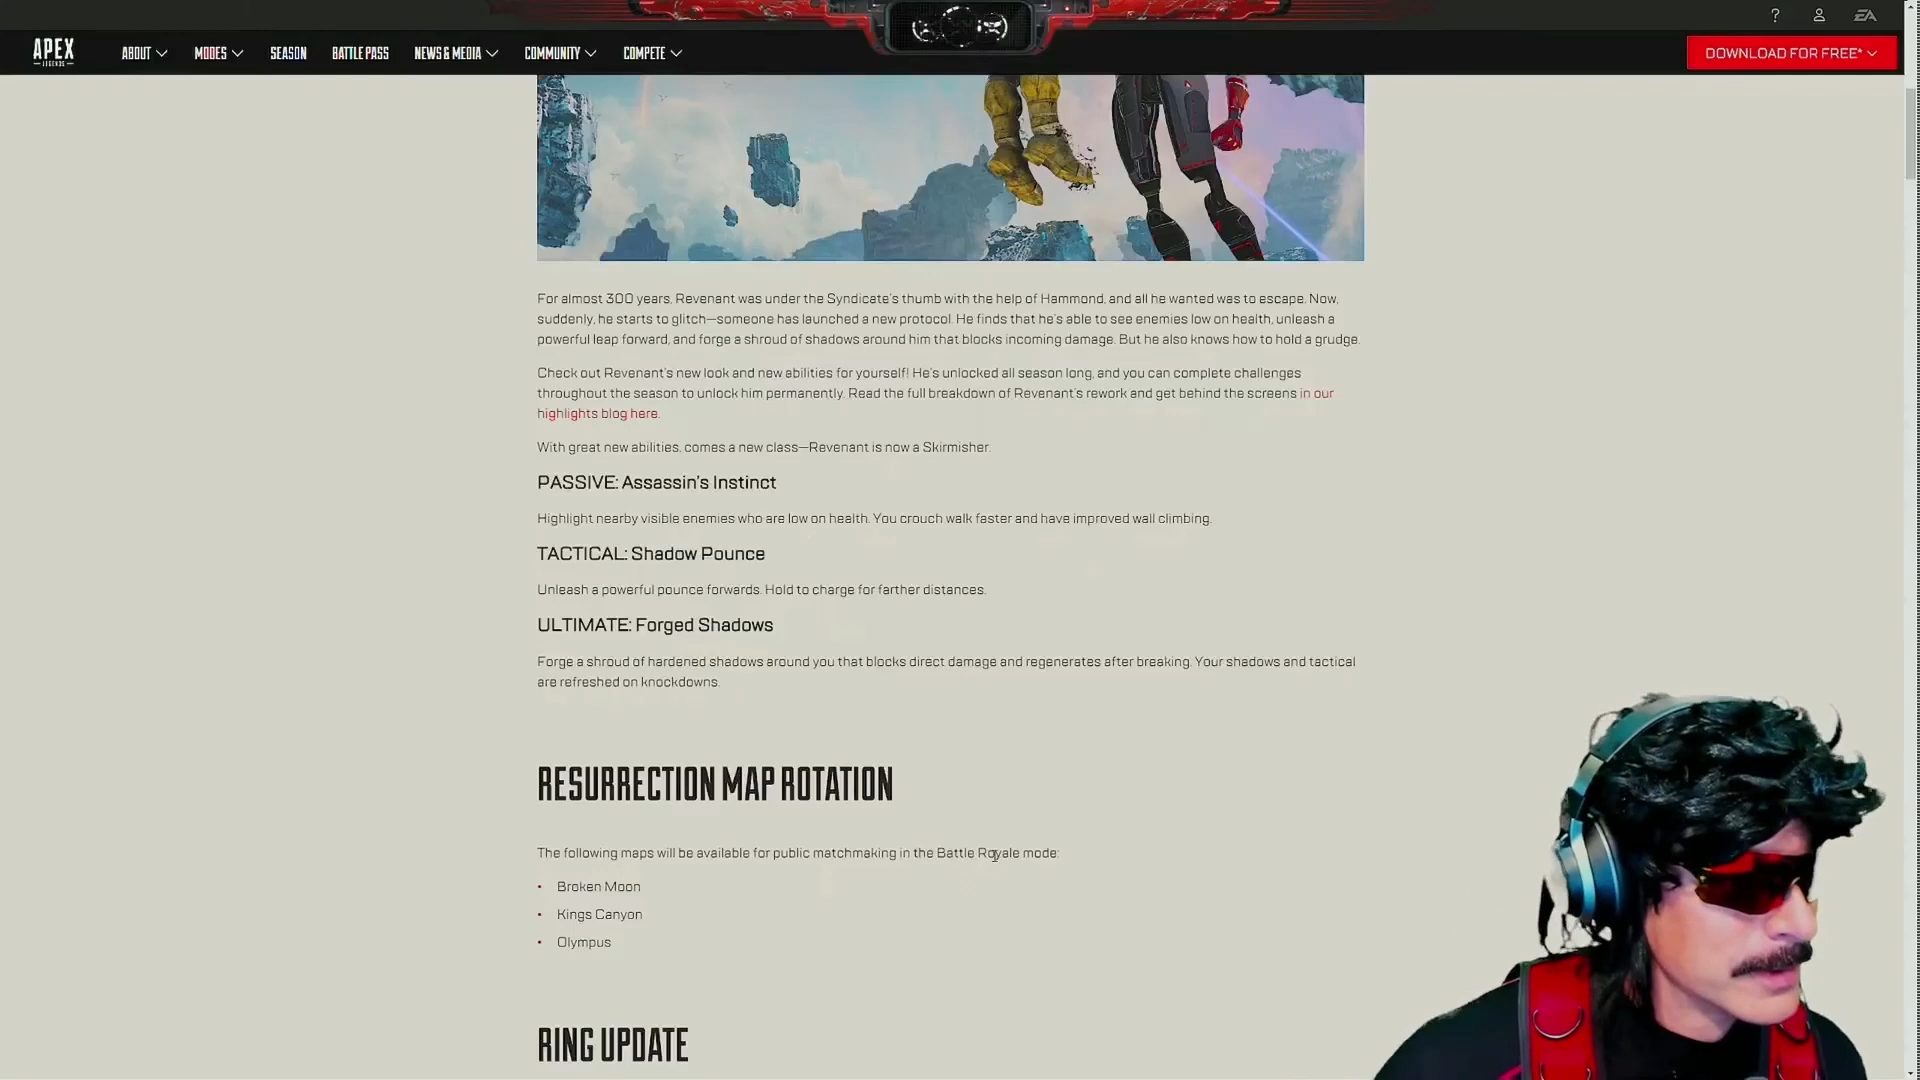 APEX
LEGENDS
ABOUT
MODES
SEASON
BATTLE PASS
NEWS & MEDIA
COMMUNITY
COMPETE
?
EA
DOWNLOAD FOR FREE*
For almost 300 years, Revenant was under the Syndicate's thumb with the help of Hammond, and all he wanted was to escape. Now,
suddenly, he starts to glitch—someone has launched a new protocol. He finds that he's able to see enemies low on health, unleash a
powerful leap forward, and forge a shroud of shadows around him that blocks incoming damage. But he also knows how to hold a grudge.
Check out Revenant's new look and new abilities for yourself! He's unlocked all season long, and you can complete challenges
throughout the season to unlock him permanently. Read the full breakdown of Revenant's rework and get behind the screens in our
highlights blog here.
With great new abilities, comes a new class—Revenant is now a Skirmisher.
PASSIVE: Assassin's Instinct
Highlight nearby visible enemies who are low on health. You crouch walk faster and have improved wall climbing.
TACTICAL: Shadow Pounce
Unleash a powerful pounce forwards. Hold to charge for farther distances.
ULTIMATE: Forged Shadows
Forge a shroud of hardened shadows around you that blocks direct damage and regenerates after breaking. Your shadows and tactical
are refreshed on knockdowns.
RESURRECTION MAP ROTATION
The following maps will be available for public matchmaking in the Battle Royale mode:
• Broken Moon
• Kings Canyon
• Olympus
RING UPDATE